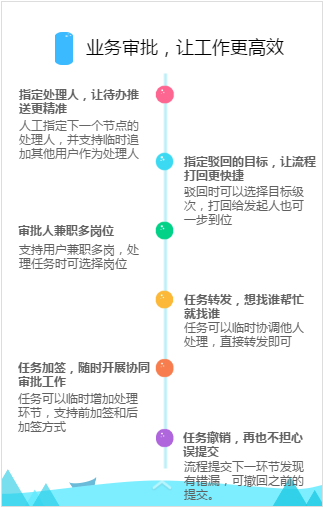 业务审批，让工作更高效
指定处理人，让待办推
送更精准
人工指定下一个节点的
处理人，并支持临时追
加其他用户作为处理人
指定驳回的目标，让流程
打回更快捷
驳回时可以选择目标级
次，打回给发起人也可
一步到位
审批人兼职多岗位
支持用户兼职多岗，处
理任务时可选择岗位
任务转发，想找谁帮忙
就找谁
任务可以临时协调他人
处理，直接转发即可
任务加签，随时开展协同
审批工作
任务可以临时增加处理
环节，支持前加签和后
加签方式
任务撤销，再也不担心
误提交
流程提交下一环节发现
有错漏，可撤回之前的
提交。